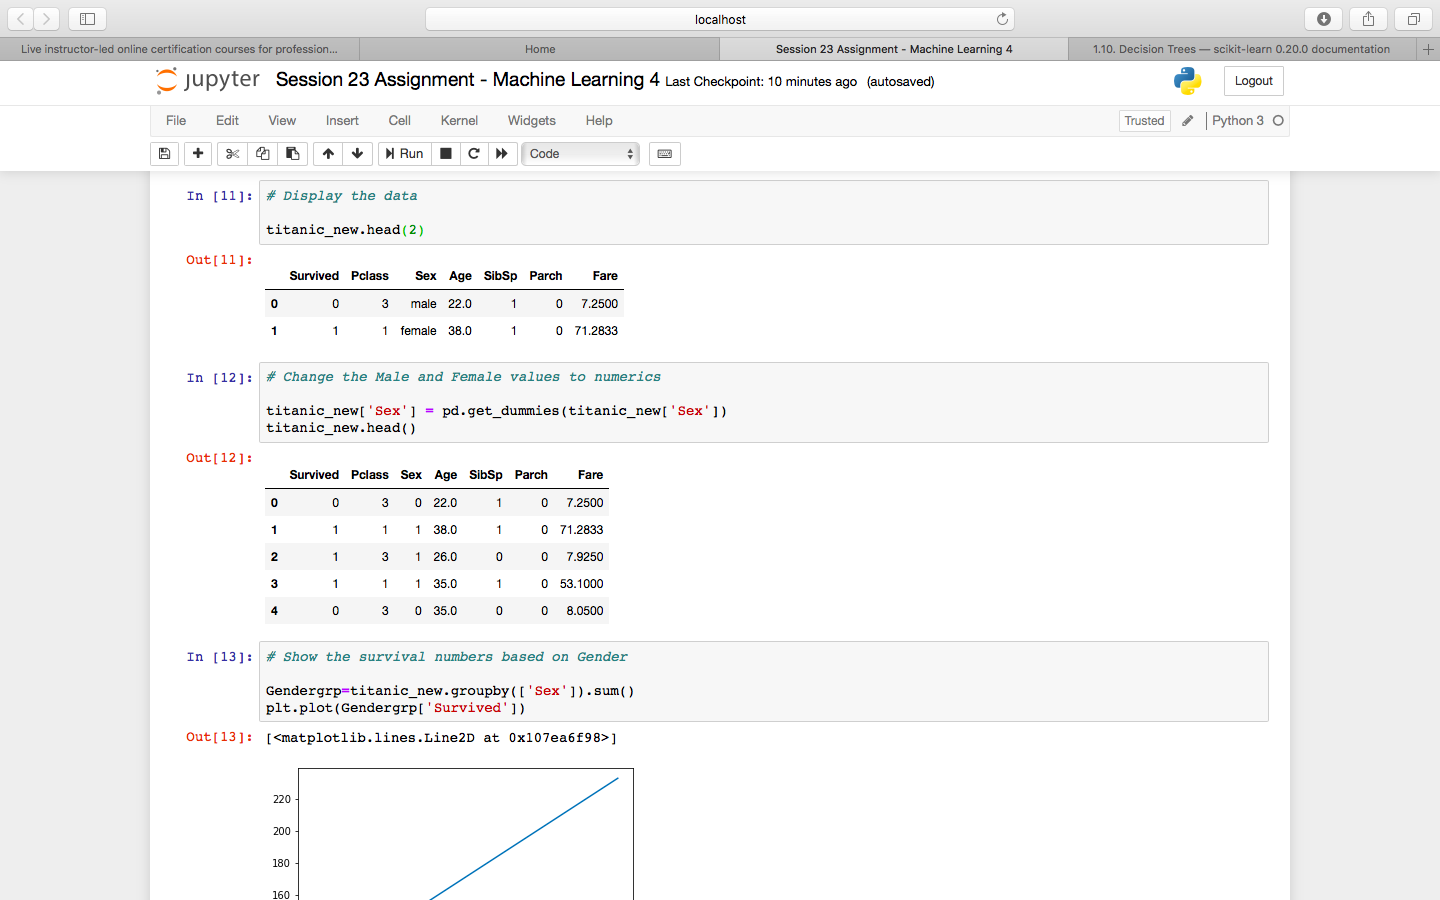 localhost
Live instructor-led online certification courses for profession... Home Session 23 Assignment - Machine Learning 4 1.10. Decision Trees — scikit-learn 0.20.0 documentation
jupyter Session 23 Assignment - Machine Learning 4 Last Checkpoint: 10 minutes ago (autosaved) Logout
File Edit View Insert Cell Kernel Widgets Help Trusted Python 3
Run Code
In [11]: # Display the data
titanic_new.head(2)
Out[11]:
Survived Pclass Sex Age SibSp Parch Fare
0 0 3 male 22.0 1 0 7.2500
1 1 1 female 38.0 1 0 71.2833
In [12]: # Change the Male and Female values to numerics
titanic_new['Sex'] = pd.get_dummies(titanic_new['Sex'])
titanic_new.head()
Out[12]:
Survived Pclass Sex Age SibSp Parch Fare
0 0 3 0 22.0 1 0 7.2500
1 1 1 1 38.0 1 0 71.2833
2 1 3 1 26.0 0 0 7.9250
3 1 1 1 35.0 1 0 53.1000
4 0 3 0 35.0 0 0 8.0500
In [13]: # Show the survival numbers based on Gender
Gendergrp=titanic_new.groupby(['Sex']).sum()
plt.plot(Gendergrp['Survived'])
Out[13]: [<matplotlib.lines.Line2D at 0x107ea6f98>]
220
200
180
160